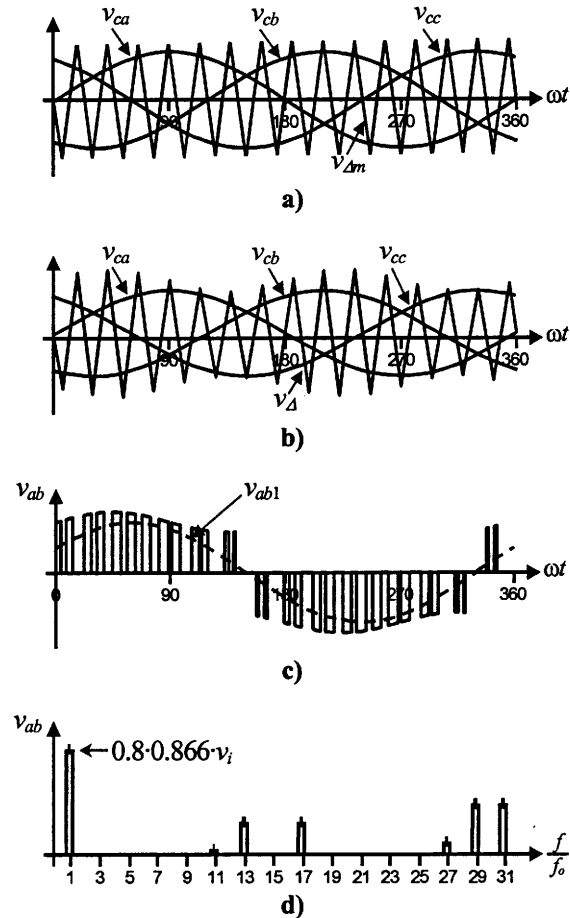 v_ca v_cb v_cc
ωt
90 180 270 360
v_Δm
a)
v_ca v_cb v_cc
ωt
90 180 270 360
v_Δ
b)
v_ab v_ab1
ωt
0 90 180 270 360
c)
v_ab
0.8·0.866·v_i
1 3 5 7 9 11 13 15 17 19 21 23 25 27 29 31
f/f_o
d)